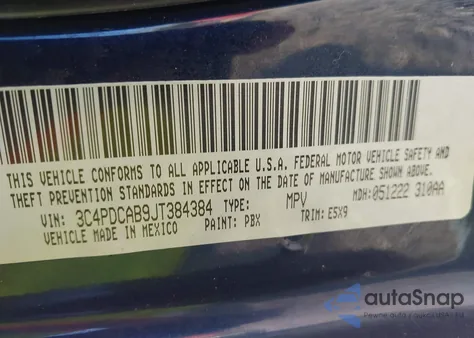 THIS VEHICLE CONFORMS TO ALL APPLICABLE U.S.A. FEDERAL MOTOR VEHICLE SAFETY AND
THEFT PREVENTION STANDARDS IN EFFECT ON THE DATE OF MANUFACTURE SHOWN ABOVE.
VIN: 3C4PDCAB9JT384384 TYPE: MPV MDH: 051222 310AA
VEHICLE MADE IN MEXICO PAINT: PBX TRIM: E5X9
autoSnap